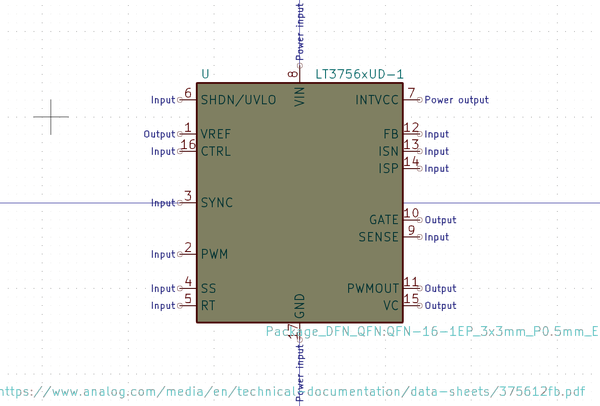 Power input
8
U LT3756xUD-1
Input 6 SHDN/UVLO VIN INTVCC 7 Power output
Output 1 VREF FB 12 Input
Input 16 CTRL ISN 13 Input
ISP 14 Input
Input 3 SYNC
GATE 10 Output
SENSE 9 Input
Input 2 PWM
Input 4 SS PWMOUT 11 Output
Input 5 RT GND VC 15 Output
17
Package_DFN_QFN:QFN-16-1EP_3x3mm_P0.5mm_E
Power input
https://www.analog.com/media/en/technical-documentation/data-sheets/375612fb.pdf